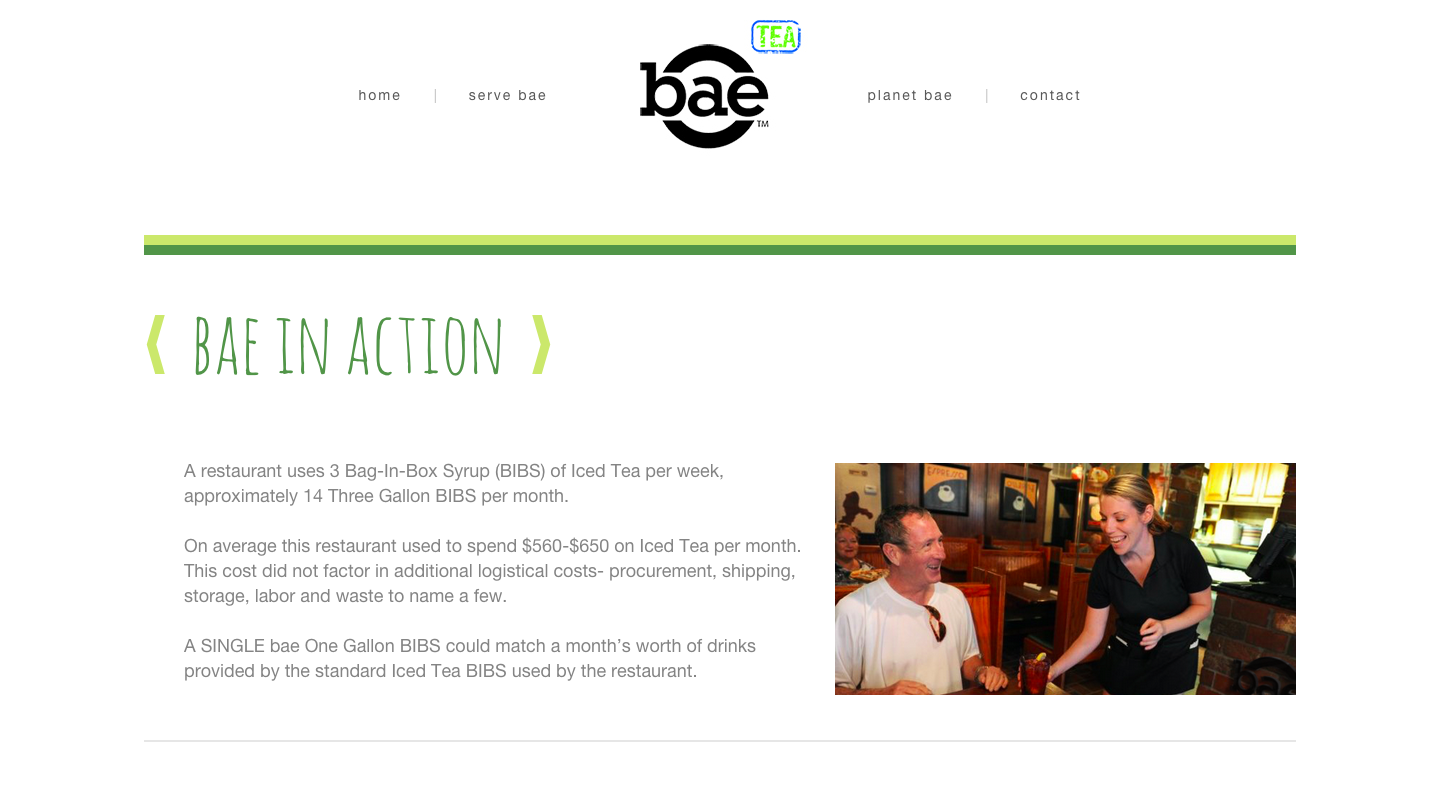 TEA
home | serve bae
bae™
planet bae | contact
BAE IN ACTION
A restaurant uses 3 Bag-In-Box Syrup (BIBS) of Iced Tea per week,
approximately 14 Three Gallon BIBS per month.
On average this restaurant used to spend $560-$650 on Iced Tea per month.
This cost did not factor in additional logistical costs- procurement, shipping,
storage, labor and waste to name a few.
A SINGLE bae One Gallon BIBS could match a month’s worth of drinks
provided by the standard Iced Tea BIBS used by the restaurant.